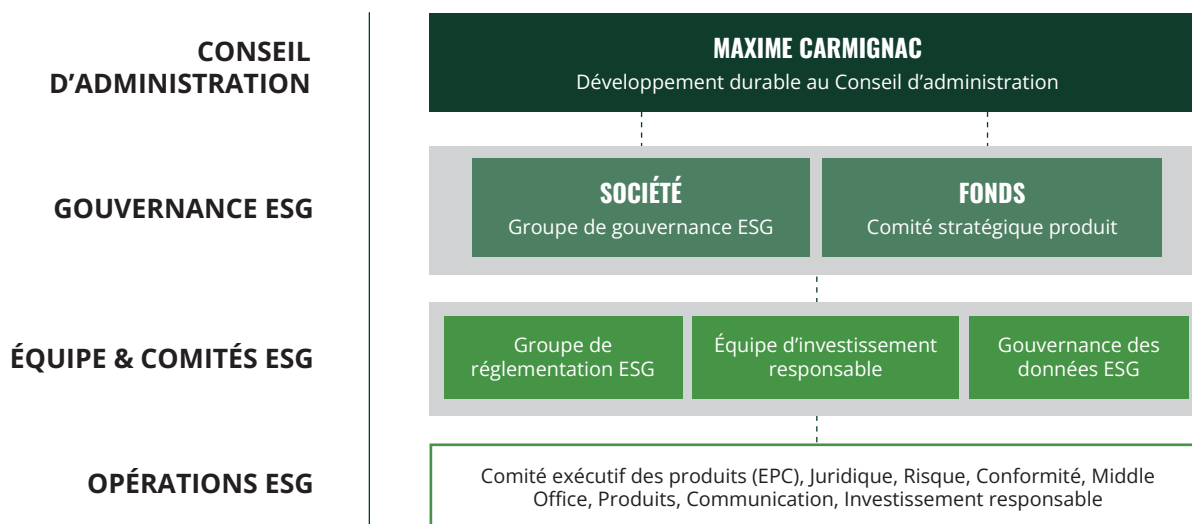 CONSEIL
D’ADMINISTRATION
MAXIME CARMIGNAC
Développement durable au Conseil d’administration
GOUVERNANCE ESG
SOCIÉTÉ
Groupe de gouvernance ESG
FONDS
Comité stratégique produit
ÉQUIPE & COMITÉS ESG
Groupe de
réglementation ESG
Équipe d’investissement
responsable
Gouvernance des
données ESG
OPÉRATIONS ESG
Comité exécutif des produits (EPC), Juridique, Risque, Conformité, Middle
Office, Produits, Communication, Investissement responsable